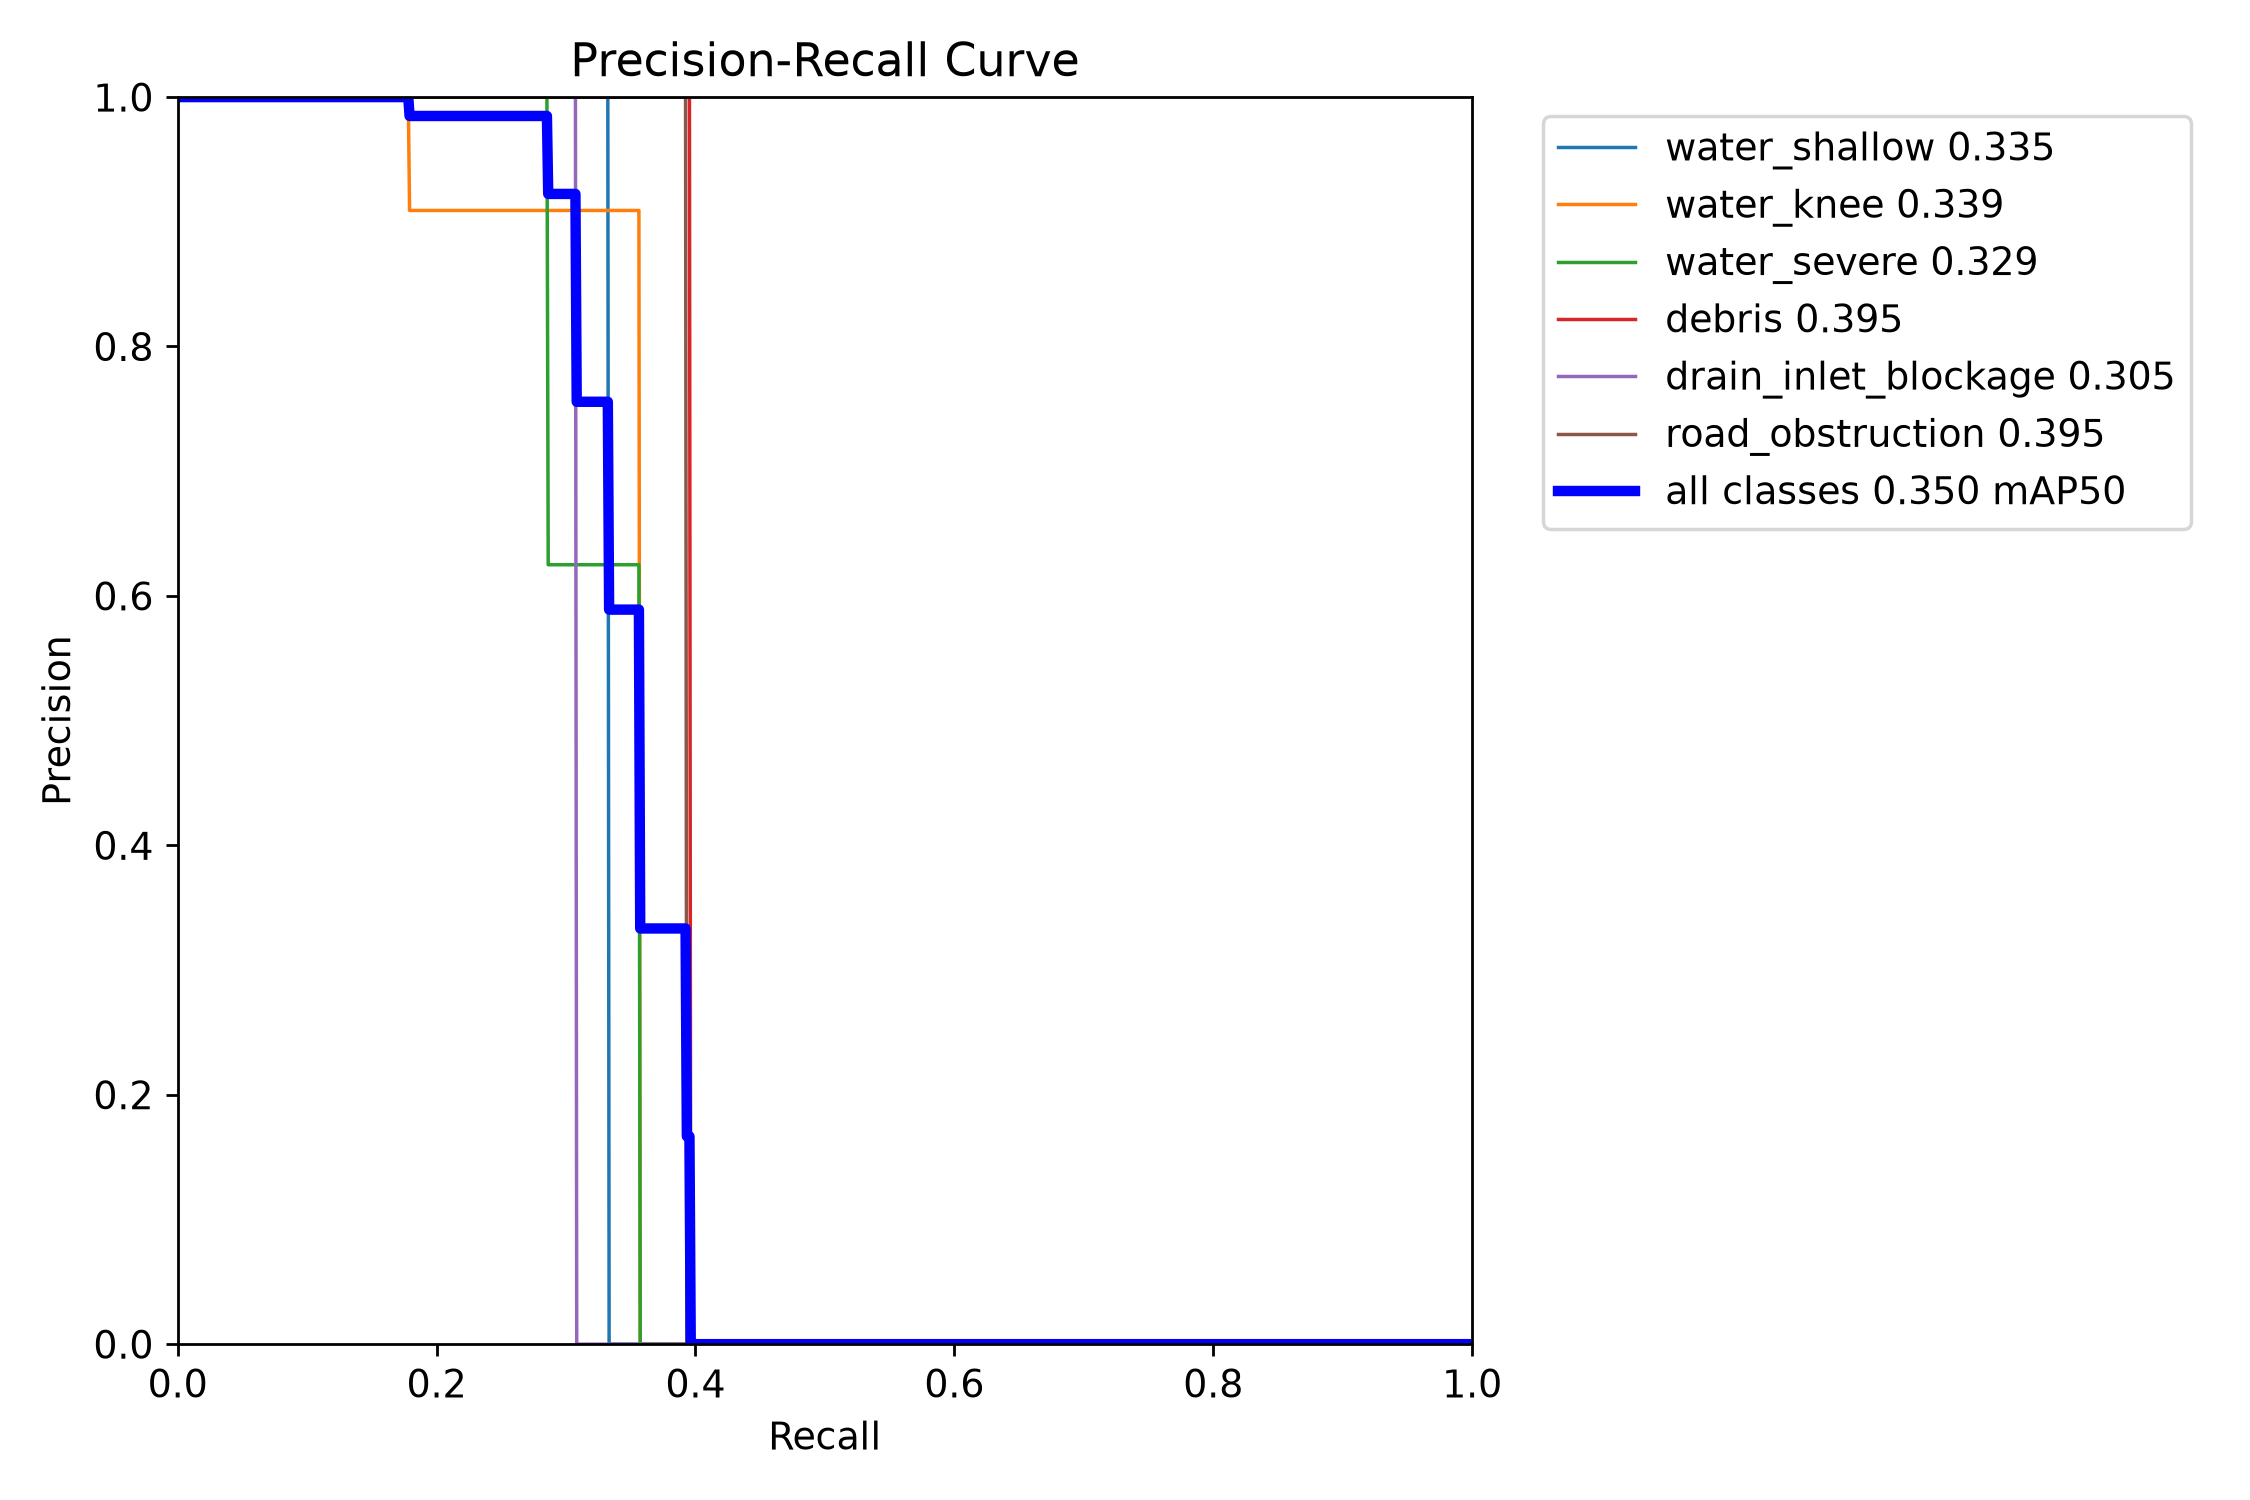 Precision-Recall Curve
1.0
0.8
0.6
0.4
0.2
0.0
Precision
0.0 0.2 0.4 0.6 0.8 1.0
Recall
water_shallow 0.335
water_knee 0.339
water_severe 0.329
debris 0.395
drain_inlet_blockage 0.305
road_obstruction 0.395
all classes 0.350 mAP50